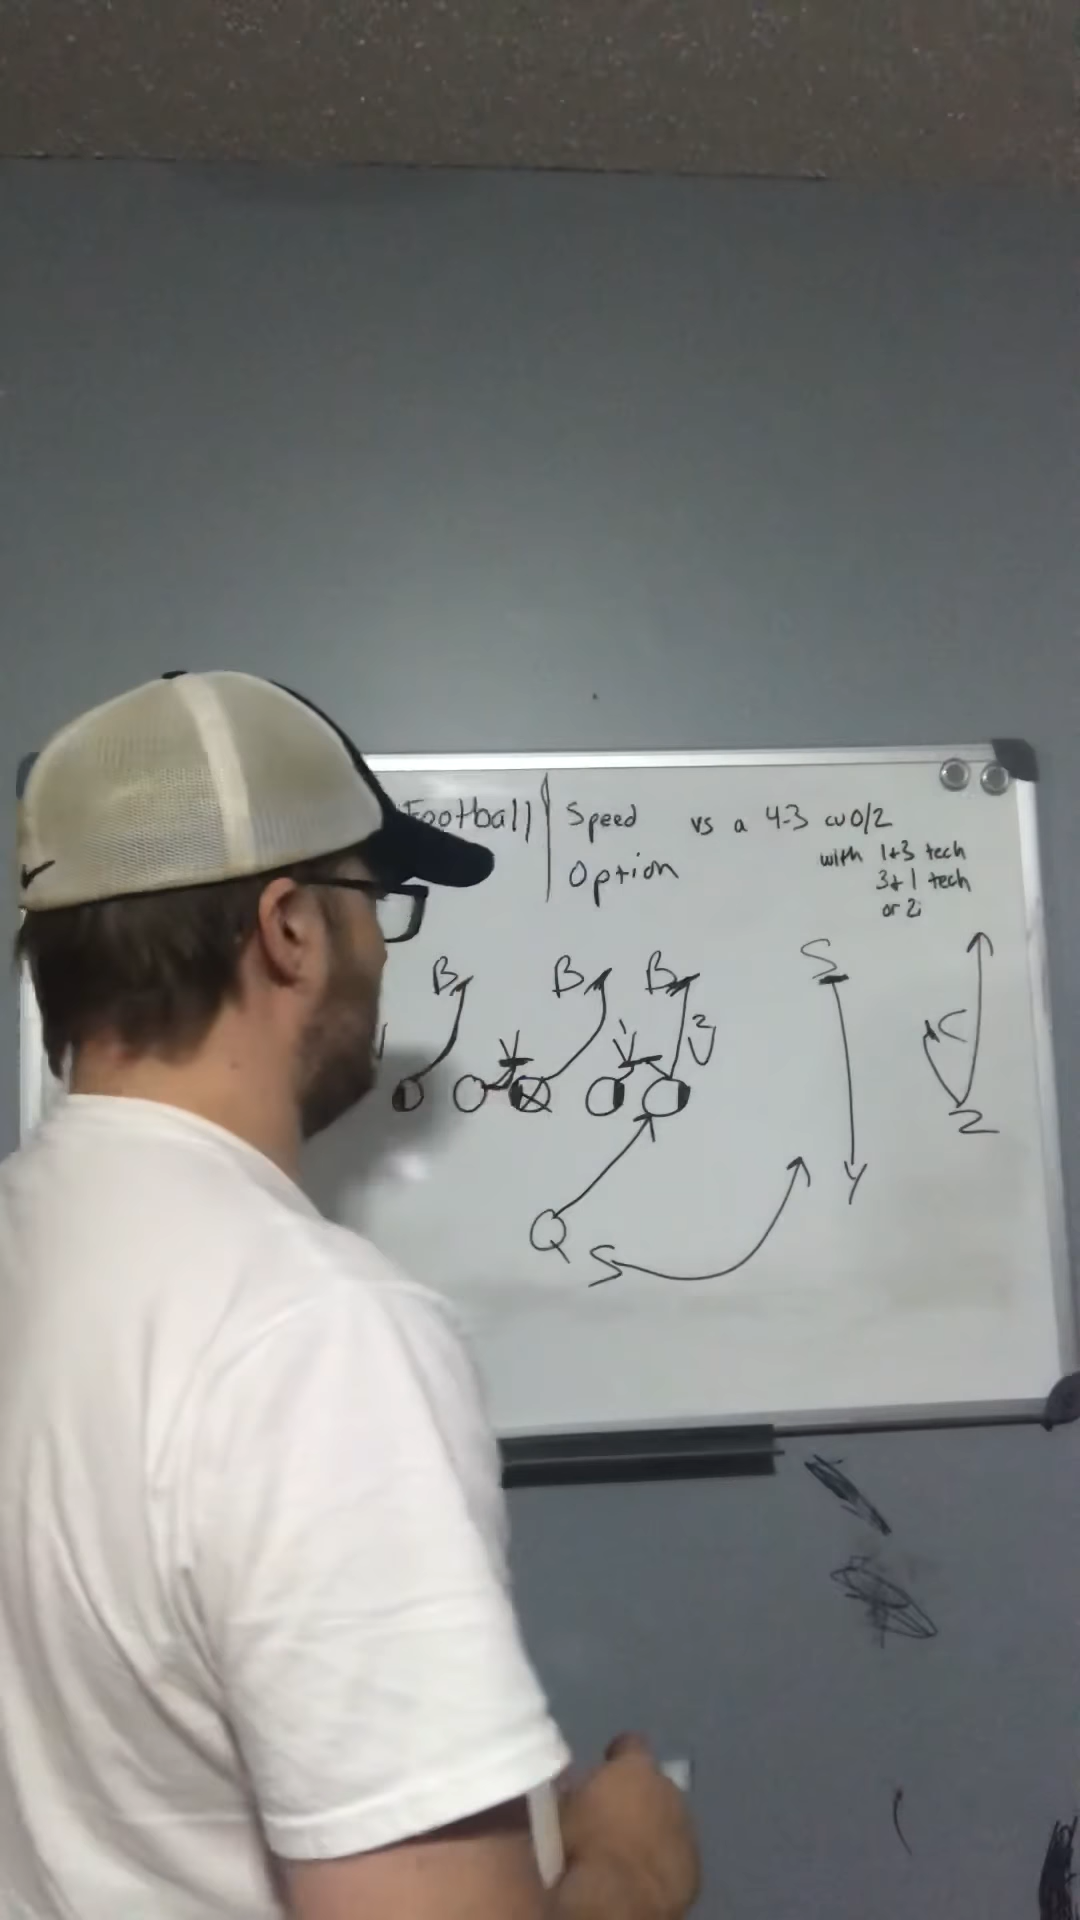 Football
Speed
Option
vs a 4-3 cv0/2
with 1+3 tech
3+1 tech
or 2i
B B B S
V V V C
Z
Y
Q S